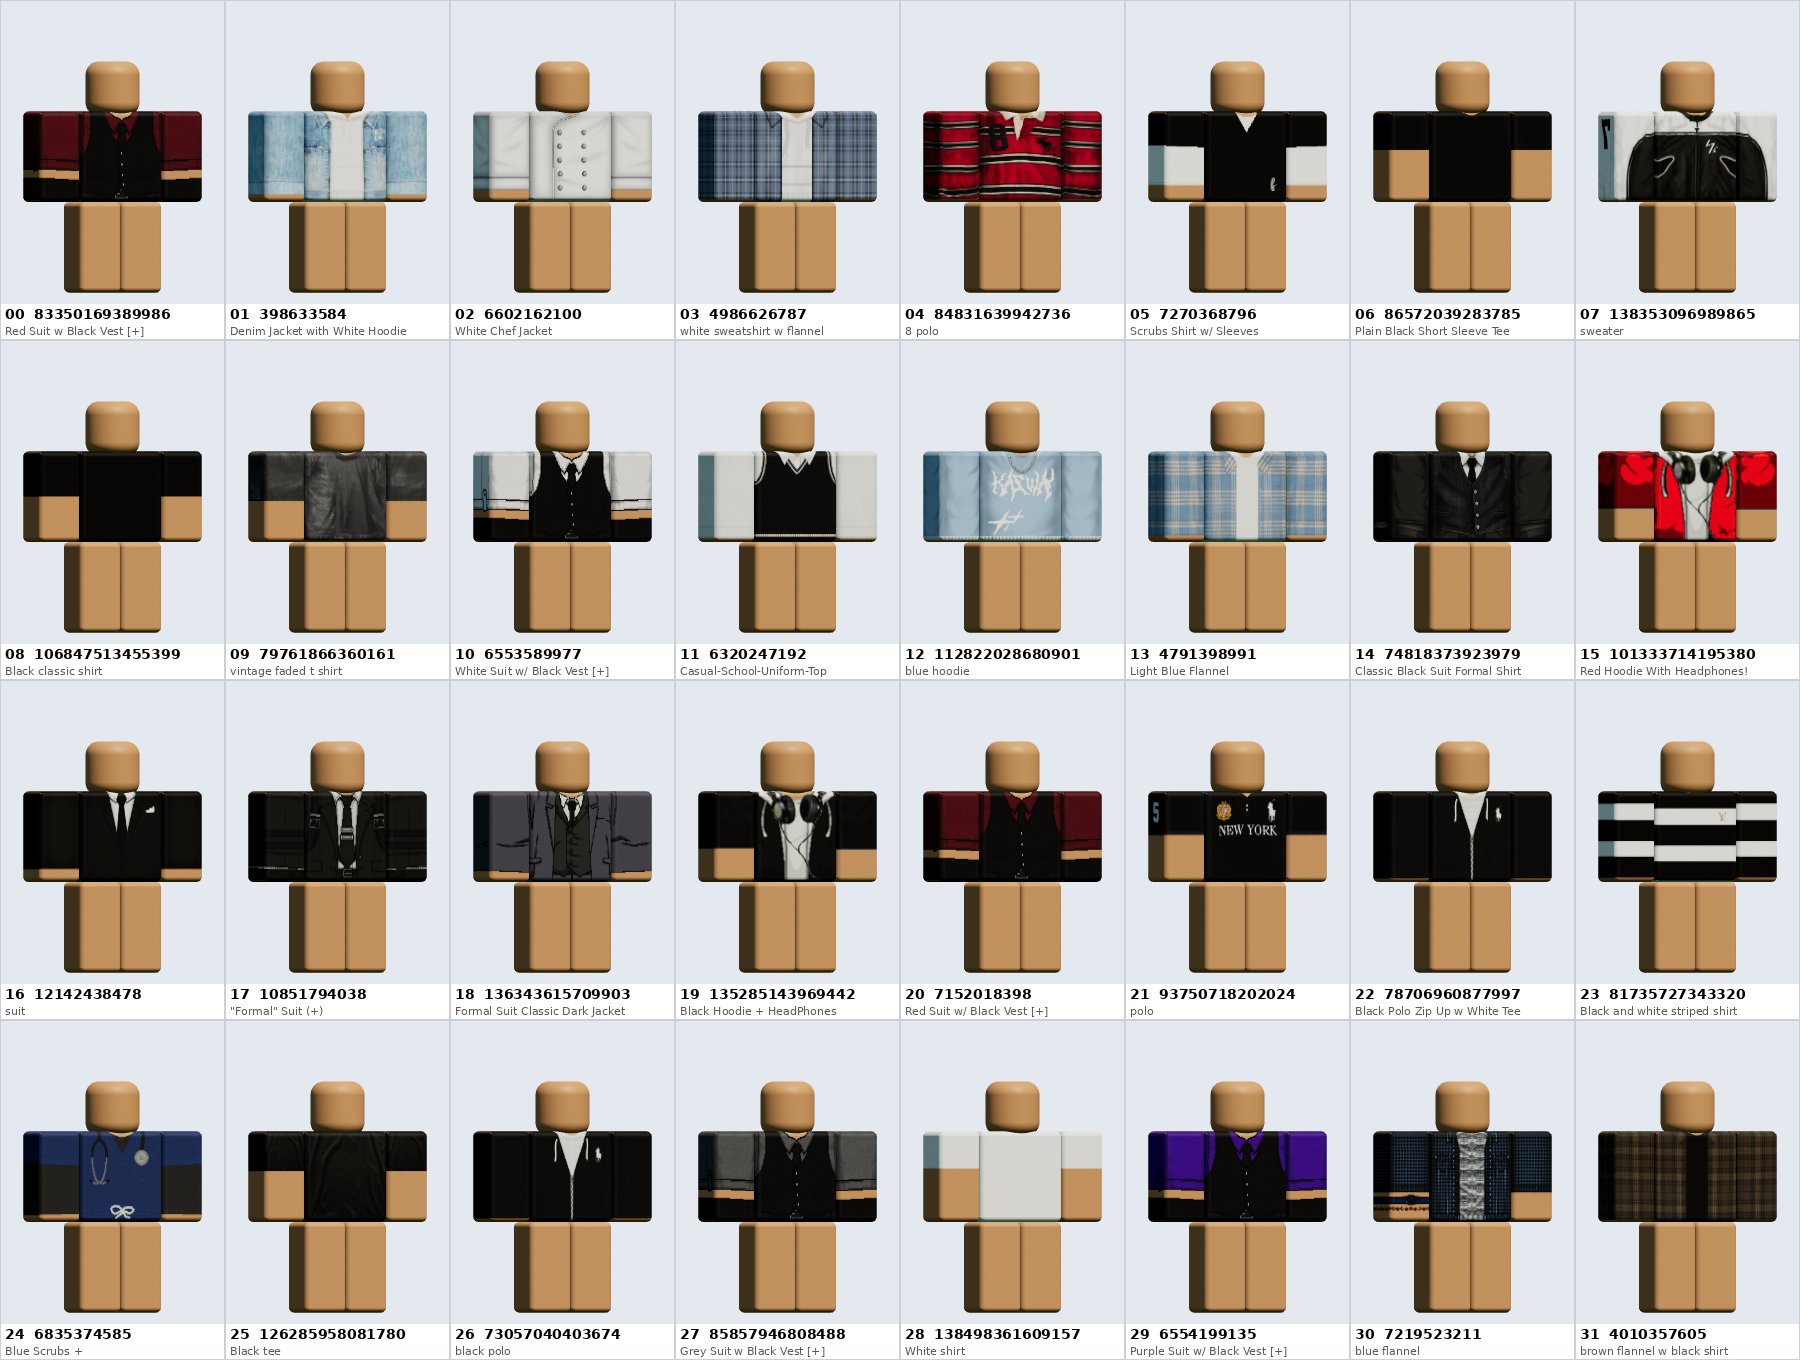 00 83350169389986
Red Suit w Black Vest [+]
01 398633584
Denim Jacket with White Hoodie
02 6602162100
White Chef Jacket
03 4986626787
white sweatshirt w flannel
8
04 84831639942736
8 polo
05 7270368796
Scrubs Shirt w/ Sleeves
06 86572039283785
Plain Black Short Sleeve Tee
07 138353096989865
sweater
08 106847513455399
Black classic shirt
09 79761866360161
vintage faded t shirt
10 6553589977
White Suit w/ Black Vest [+]
11 6320247192
Casual-School-Uniform-Top
12 112822028680901
blue hoodie
13 4791398991
Light Blue Flannel
14 74818373923979
Classic Black Suit Formal Shirt
15 101333714195380
Red Hoodie With Headphones!
16 12142438478
suit
17 10851794038
"Formal" Suit (+)
18 136343615709903
Formal Suit Classic Dark Jacket
19 135285143969442
Black Hoodie + HeadPhones
20 7152018398
Red Suit w/ Black Vest [+]
5
NEW YORK
21 93750718202024
polo
22 78706960877997
Black Polo Zip Up w White Tee
23 81735727343320
Black and white striped shirt
24 6835374585
Blue Scrubs +
25 126285958081780
Black tee
26 73057040403674
black polo
27 85857946808488
Grey Suit w Black Vest [+]
28 138498361609157
White shirt
29 6554199135
Purple Suit w/ Black Vest [+]
30 7219523211
blue flannel
31 4010357605
brown flannel w black shirt